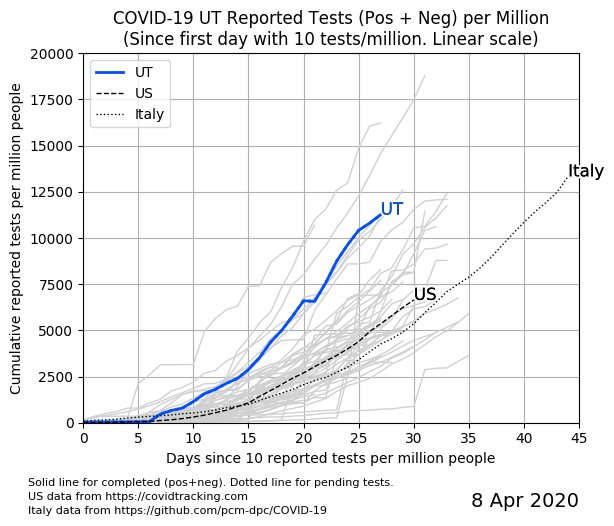 COVID-19 UT Reported Tests (Pos + Neg) per Million
(Since first day with 10 tests/million. Linear scale)
Cumulative reported tests per million people
20000
17500
15000
12500
10000
7500
5000
2500
0
UT
US
Italy
Italy
UT
US
0 5 10 15 20 25 30 35 40 45
Days since 10 reported tests per million people
Solid line for completed (pos+neg). Dotted line for pending tests.
US data from https://covidtracking.com
Italy data from https://github.com/pcm-dpc/COVID-19
8 Apr 2020